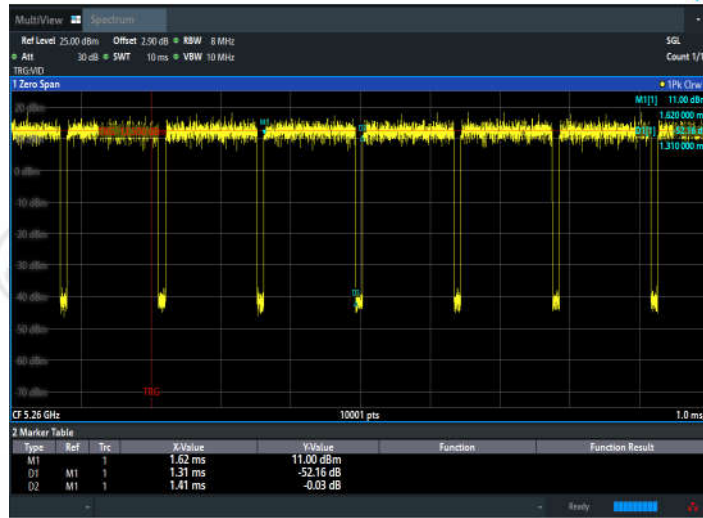 MultiView Spectrum
Ref Level 25.00 dBm Offset 2.90 dB RBW 8 MHz SGL
Att 30 dB SWT 10 ms VBW 10 MHz Count 1/1
TRG:VID
1 Zero Span 1Pk Clrw
M1[1] 11.00 dBm
20 dBm
1.620 000 m
D1[1] -52.16 d
1.310 000 m
M1
D2
0 dBm
-10 dBm
-20 dBm
-30 dBm
-40 dBm
D1
-50 dBm
-60 dBm
-70 dBm
TRG
CF 5.26 GHz 10001 pts 1.0 ms
2 Marker Table
Type Ref Trc X-Value Y-Value Function Function Result
M1 1 1.62 ms 11.00 dBm
D1 M1 1 1.31 ms -52.16 dB
D2 M1 1 1.41 ms -0.03 dB
Ready